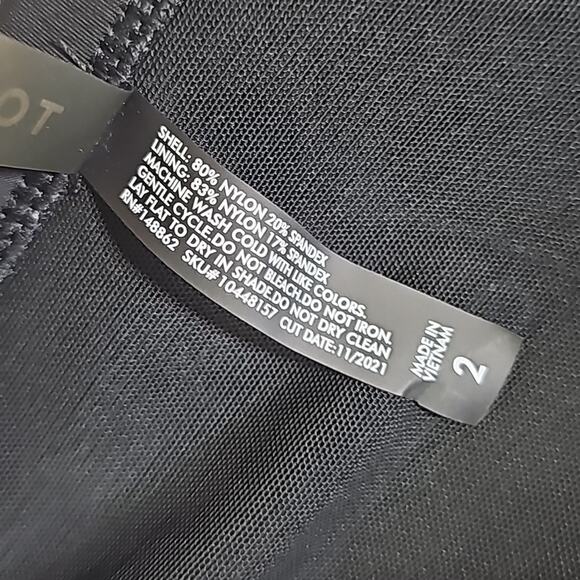 OT
SHELL: 80% NYLON 20% SPANDEX
LINING: 83% NYLON 17% SPANDEX
MACHINE WASH COLD WITH LIKE COLORS.
GENTLE CYCLE.DO NOT BLEACH.DO NOT IRON.
LAY FLAT TO DRY IN SHADE.DO NOT DRY CLEAN
RN#148862 SKU# 10448157 CUT DATE:11/2021
MADE IN
VIETNAM
2